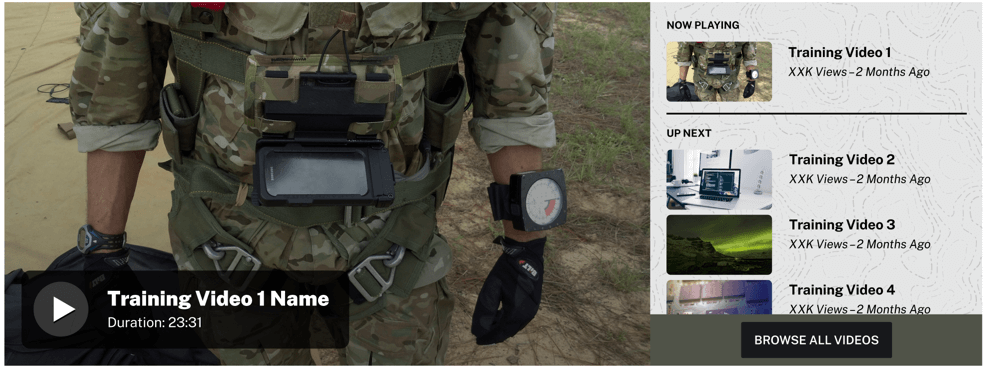 Training Video 1 Name
Duration: 23:31
NOW PLAYING
Training Video 1
XXK Views – 2 Months Ago
UP NEXT
Training Video 2
XXK Views – 2 Months Ago
Training Video 3
XXK Views – 2 Months Ago
Training Video 4
XXK Views – 2 Months Ago
BROWSE ALL VIDEOS